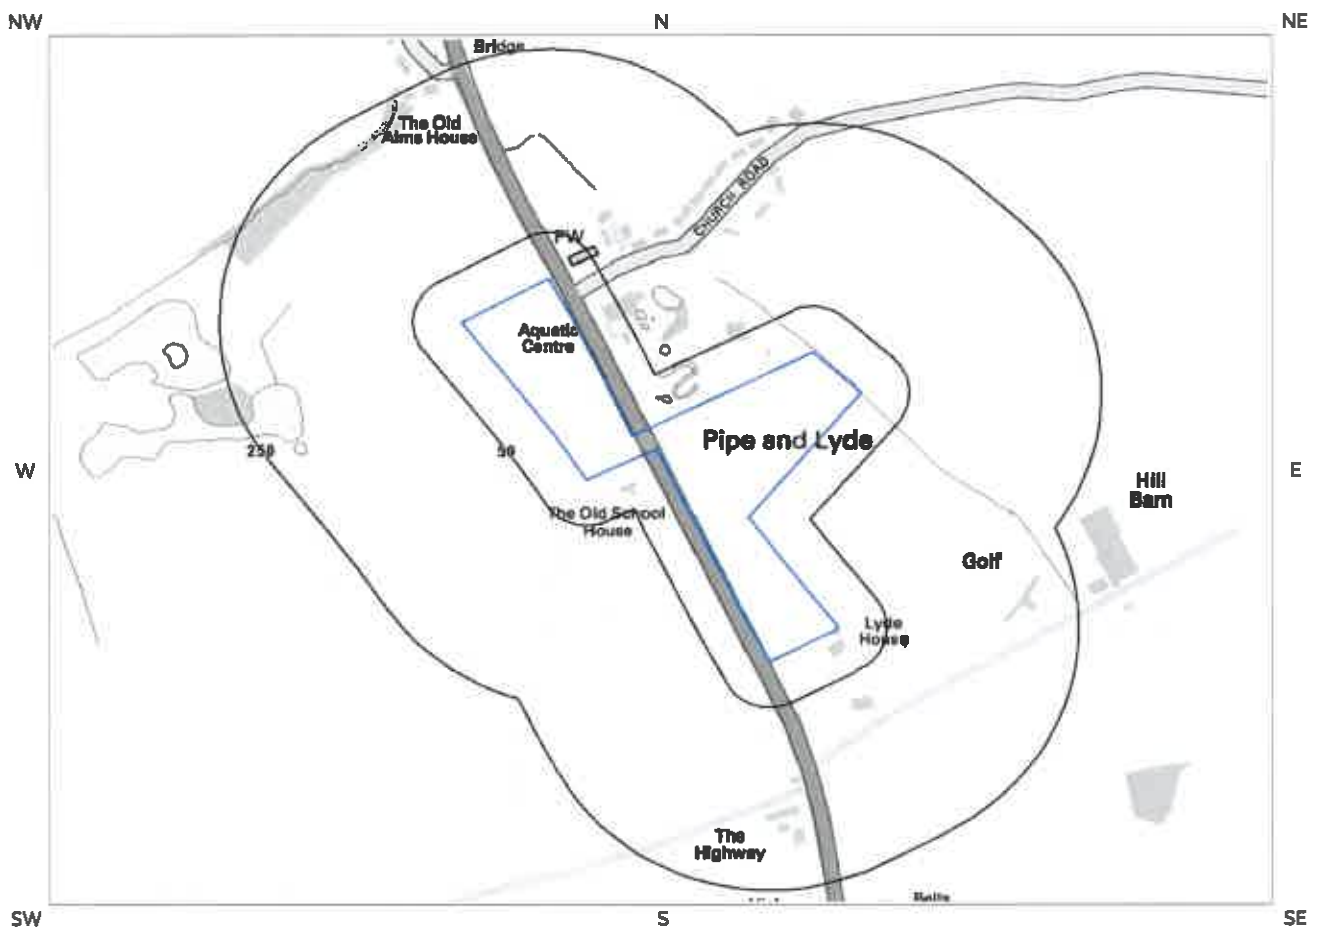 NW
N
NE
Bridge
The Old
Alms House
CHURCH ROAD
PW
Aquatic
Centre
Pipe and Lyde
W
250
50
E
Hill
Barn
The Old School
House
Golf
Lyde
House
The
Highway
SW
S
SE